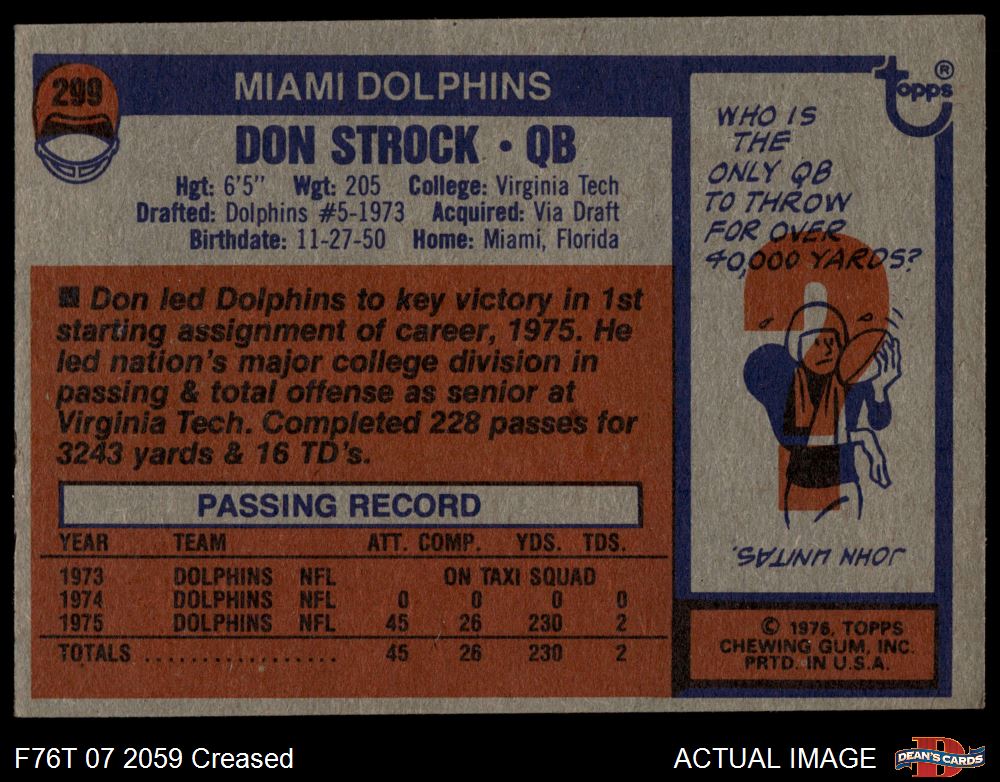 299
MIAMI DOLPHINS
DON STROCK • QB
Hgt: 6'5" Wgt: 205 College: Virginia Tech
Drafted: Dolphins #5-1973 Acquired: Via Draft
Birthdate: 11-27-50 Home: Miami, Florida
■ Don led Dolphins to key victory in 1st
starting assignment of career, 1975. He
led nation's major college division in
passing & total offense as senior at
Virginia Tech. Completed 228 passes for
3243 yards & 16 TD's.
PASSING RECORD
YEAR TEAM ATT. COMP. YDS. TDS.
1973 DOLPHINS NFL ON TAXI SQUAD
1974 DOLPHINS NFL 0 0 0 0
1975 DOLPHINS NFL 45 26 230 2
TOTALS .................. 45 26 230 2
Topps®
WHO IS
THE
ONLY QB
TO THROW
FOR OVER
40,000 YARDS?
JOHN UNITAS.
© 1976, TOPPS
CHEWING GUM, INC.
PRTD. IN U.S.A.
F76T 07 2059 Creased
ACTUAL IMAGE
DEAN'S CARDS